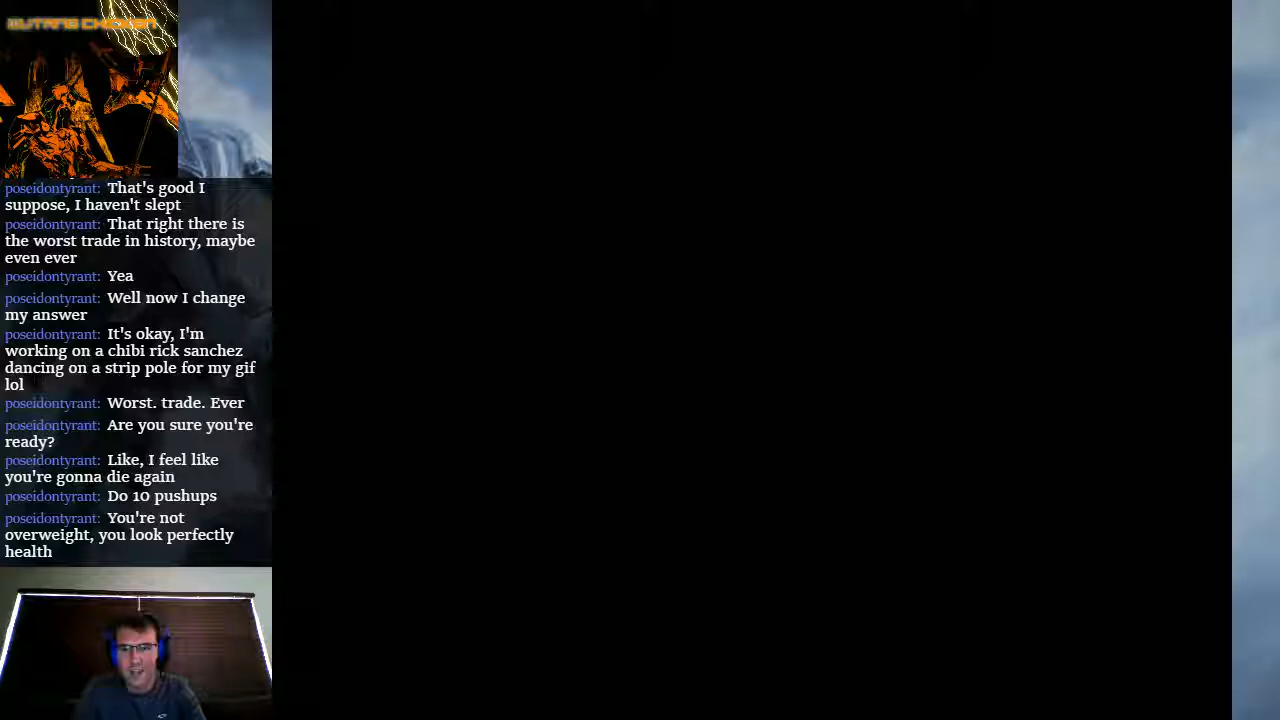 MUTANG CHICKEN
poseidontyrant: That's good I
suppose, I haven't slept
poseidontyrant: That right there is
the worst trade in history, maybe
even ever
poseidontyrant: Yea
poseidontyrant: Well now I change
my answer
poseidontyrant: It's okay, I'm
working on a chibi rick sanchez
dancing on a strip pole for my gif
lol
poseidontyrant: Worst. trade. Ever
poseidontyrant: Are you sure you're
ready?
poseidontyrant: Like, I feel like
you're gonna die again
poseidontyrant: Do 10 pushups
poseidontyrant: You're not
overweight, you look perfectly
health